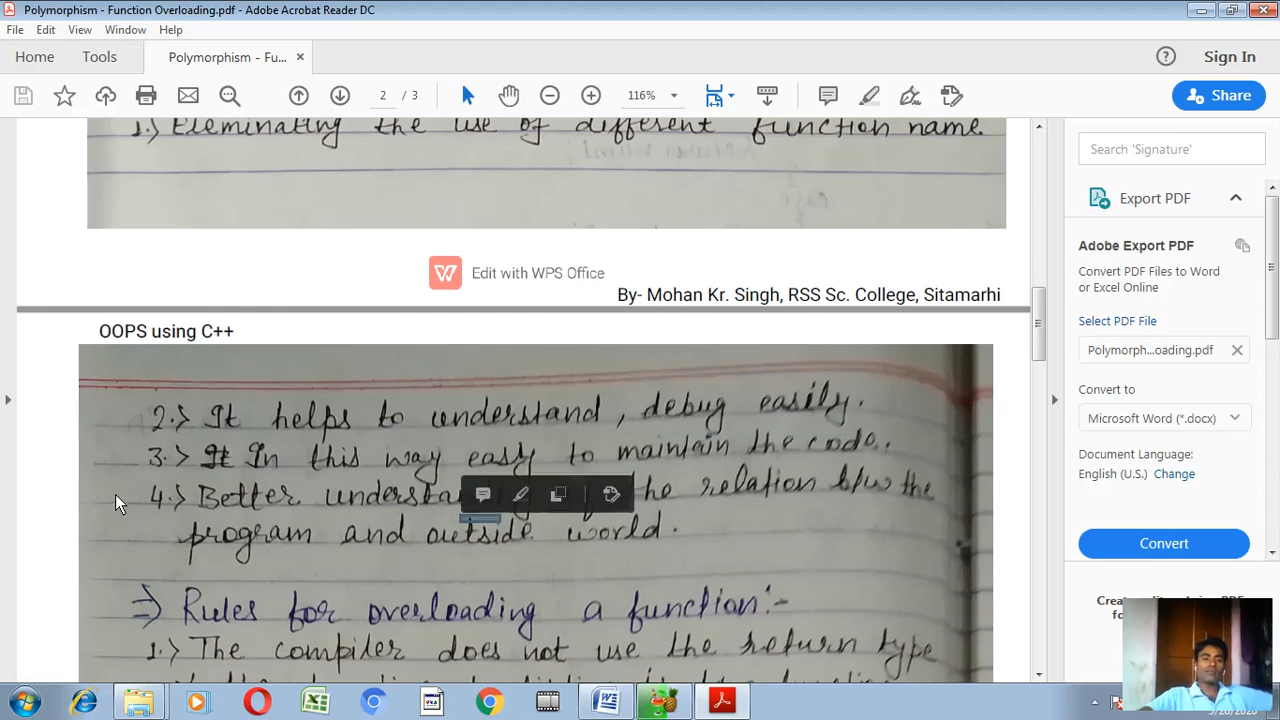 Polymorphism - Function Overloading.pdf - Adobe Acrobat Reader DC
File Edit View Window Help
Home Tools Polymorphism - Fu... × Sign In
2 / 3 116% Share
1.> Eleminating the use of different function name.
Edit with WPS Office
By- Mohan Kr. Singh, RSS Sc. College, Sitamarhi
OOPS using C++
2.> It helps to understand, debug easily.
3.> In this way easy to maintain the code.
4.> Better the relation b/w the
program and outside world.
⇒ Rules for overloading a function:-
1.> The compiler does not use the return type
Search 'Signature'
Export PDF
Adobe Export PDF
Convert PDF Files to Word
or Excel Online
Select PDF File
Polymorph...oading.pdf ×
Convert to
Microsoft Word (*.docx)
Document Language:
English (U.S.) Change
Convert